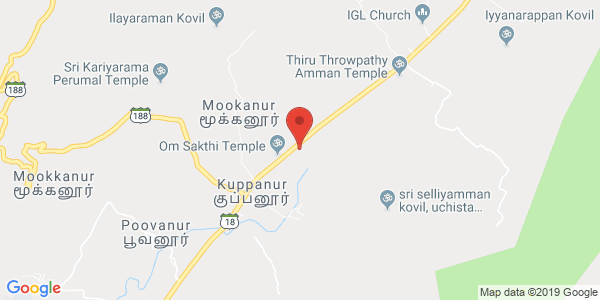 Ilayaraman Kovil
IGL Church
Iyyanarappan Kovil
Sri Kariyarama
Perumal Temple
Thiru Throwpathy
Amman Temple
188
Mookanur
மூக்கனூர்
188
Om Sakthi Temple
Mookkanur
மூக்கனூர்
Kuppanur
குப்பனூர்
sri selliyamman
kovil, uchista...
18
Poovanur
பூவனூர்
Google
Map data ©2019 Google